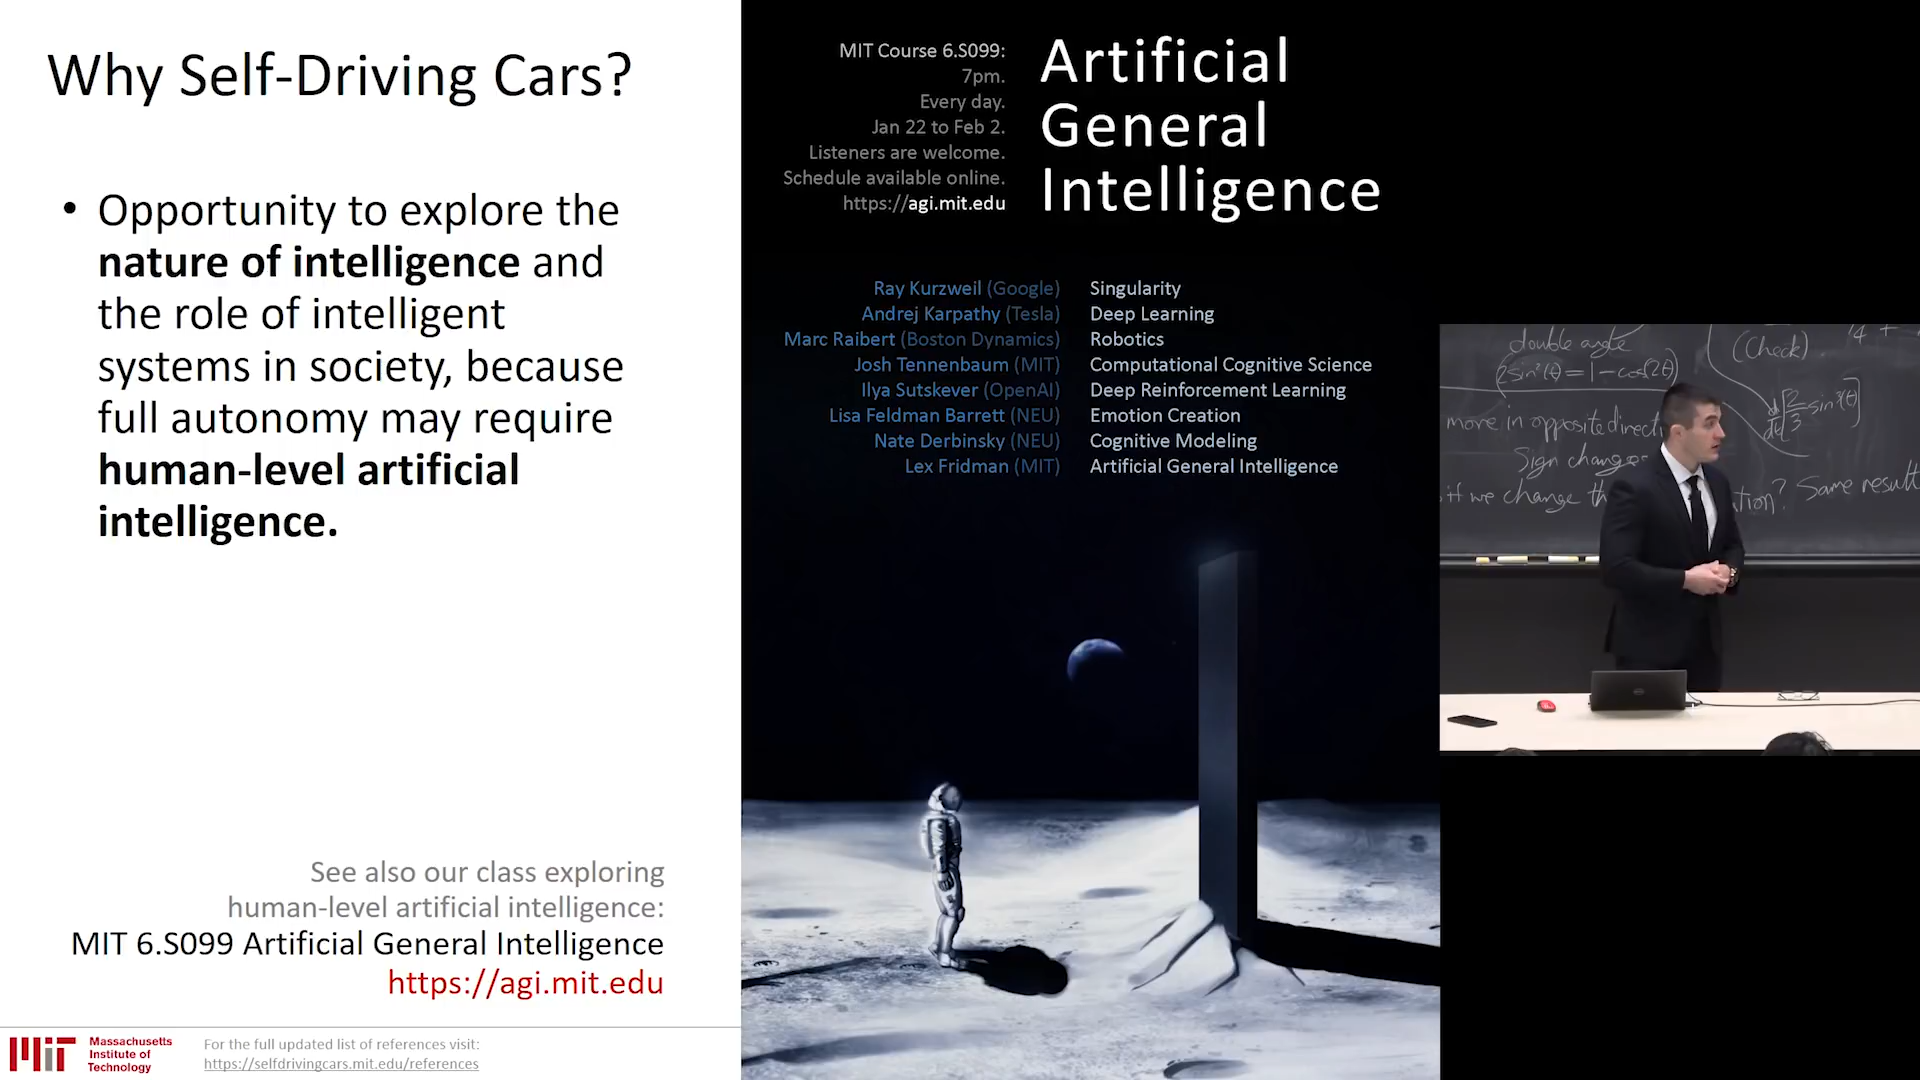 Why Self-Driving Cars?
• Opportunity to explore the
nature of intelligence and
the role of intelligent
systems in society, because
full autonomy may require
human-level artificial
intelligence.
See also our class exploring
human-level artificial intelligence:
MIT 6.S099 Artificial General Intelligence
https://agi.mit.edu
Massachusetts
Institute of
Technology
For the full updated list of references visit:
https://selfdrivingcars.mit.edu/references
MIT Course 6.S099:
7pm.
Every day.
Jan 22 to Feb 2.
Listeners are welcome.
Schedule available online.
https://agi.mit.edu
Artificial
General
Intelligence
Ray Kurzweil (Google) Singularity
Andrej Karpathy (Tesla) Deep Learning
Marc Raibert (Boston Dynamics) Robotics
Josh Tennenbaum (MIT) Computational Cognitive Science
Ilya Sutskever (OpenAI) Deep Reinforcement Learning
Lisa Feldman Barrett (NEU) Emotion Creation
Nate Derbinsky (NEU) Cognitive Modeling
Lex Fridman (MIT) Artificial General Intelligence
double angle
2sin²(t) = 1 - cos(2t)
(Check)
more in opposite
Sign change
if we change
Same result